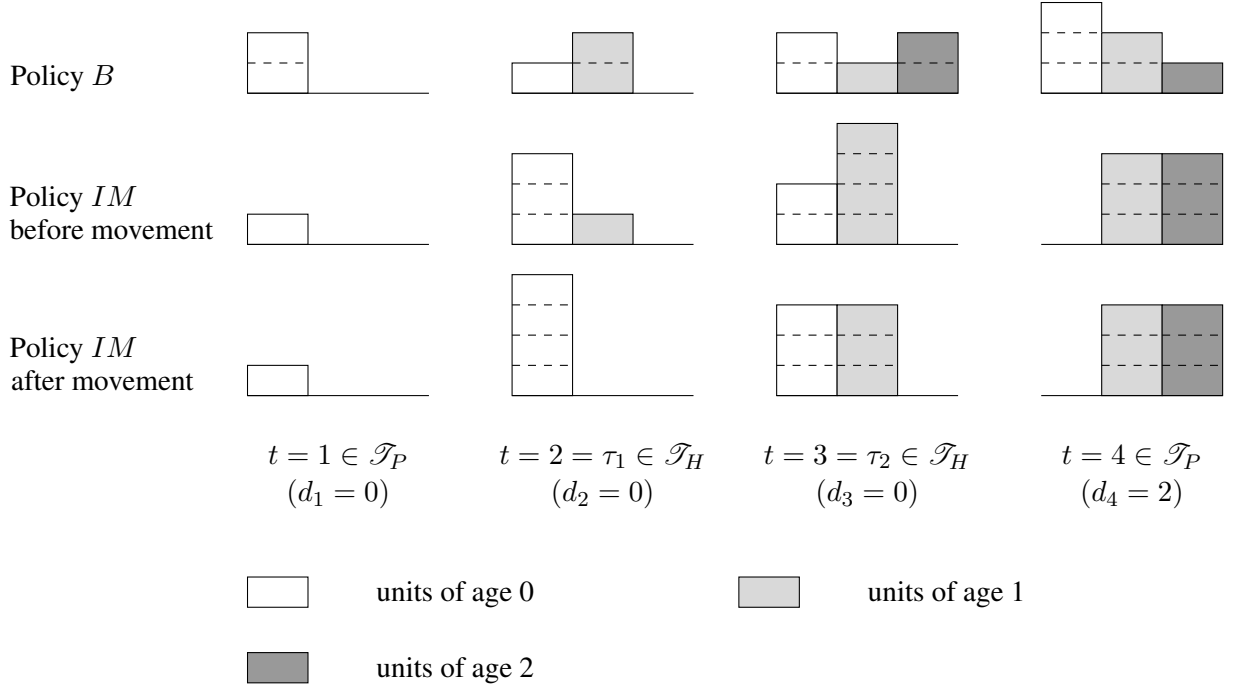 Policy B
Policy IM
before movement
Policy IM
after movement
t = 1 ∈ 𝒯_P
(d_1 = 0)
t = 2 = τ_1 ∈ 𝒯_H
(d_2 = 0)
t = 3 = τ_2 ∈ 𝒯_H
(d_3 = 0)
t = 4 ∈ 𝒯_P
(d_4 = 2)
units of age 0
units of age 1
units of age 2